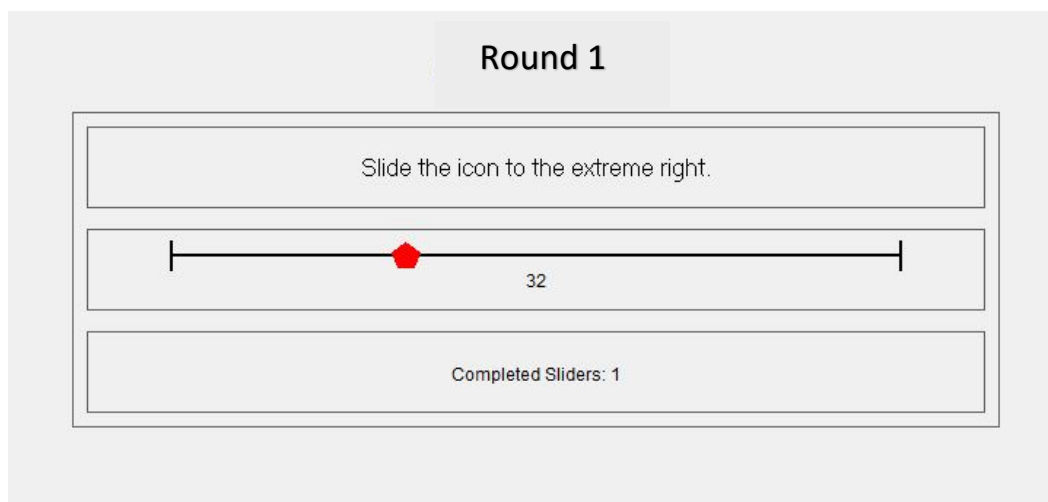 Round 1
Slide the icon to the extreme right.
32
Completed Sliders: 1